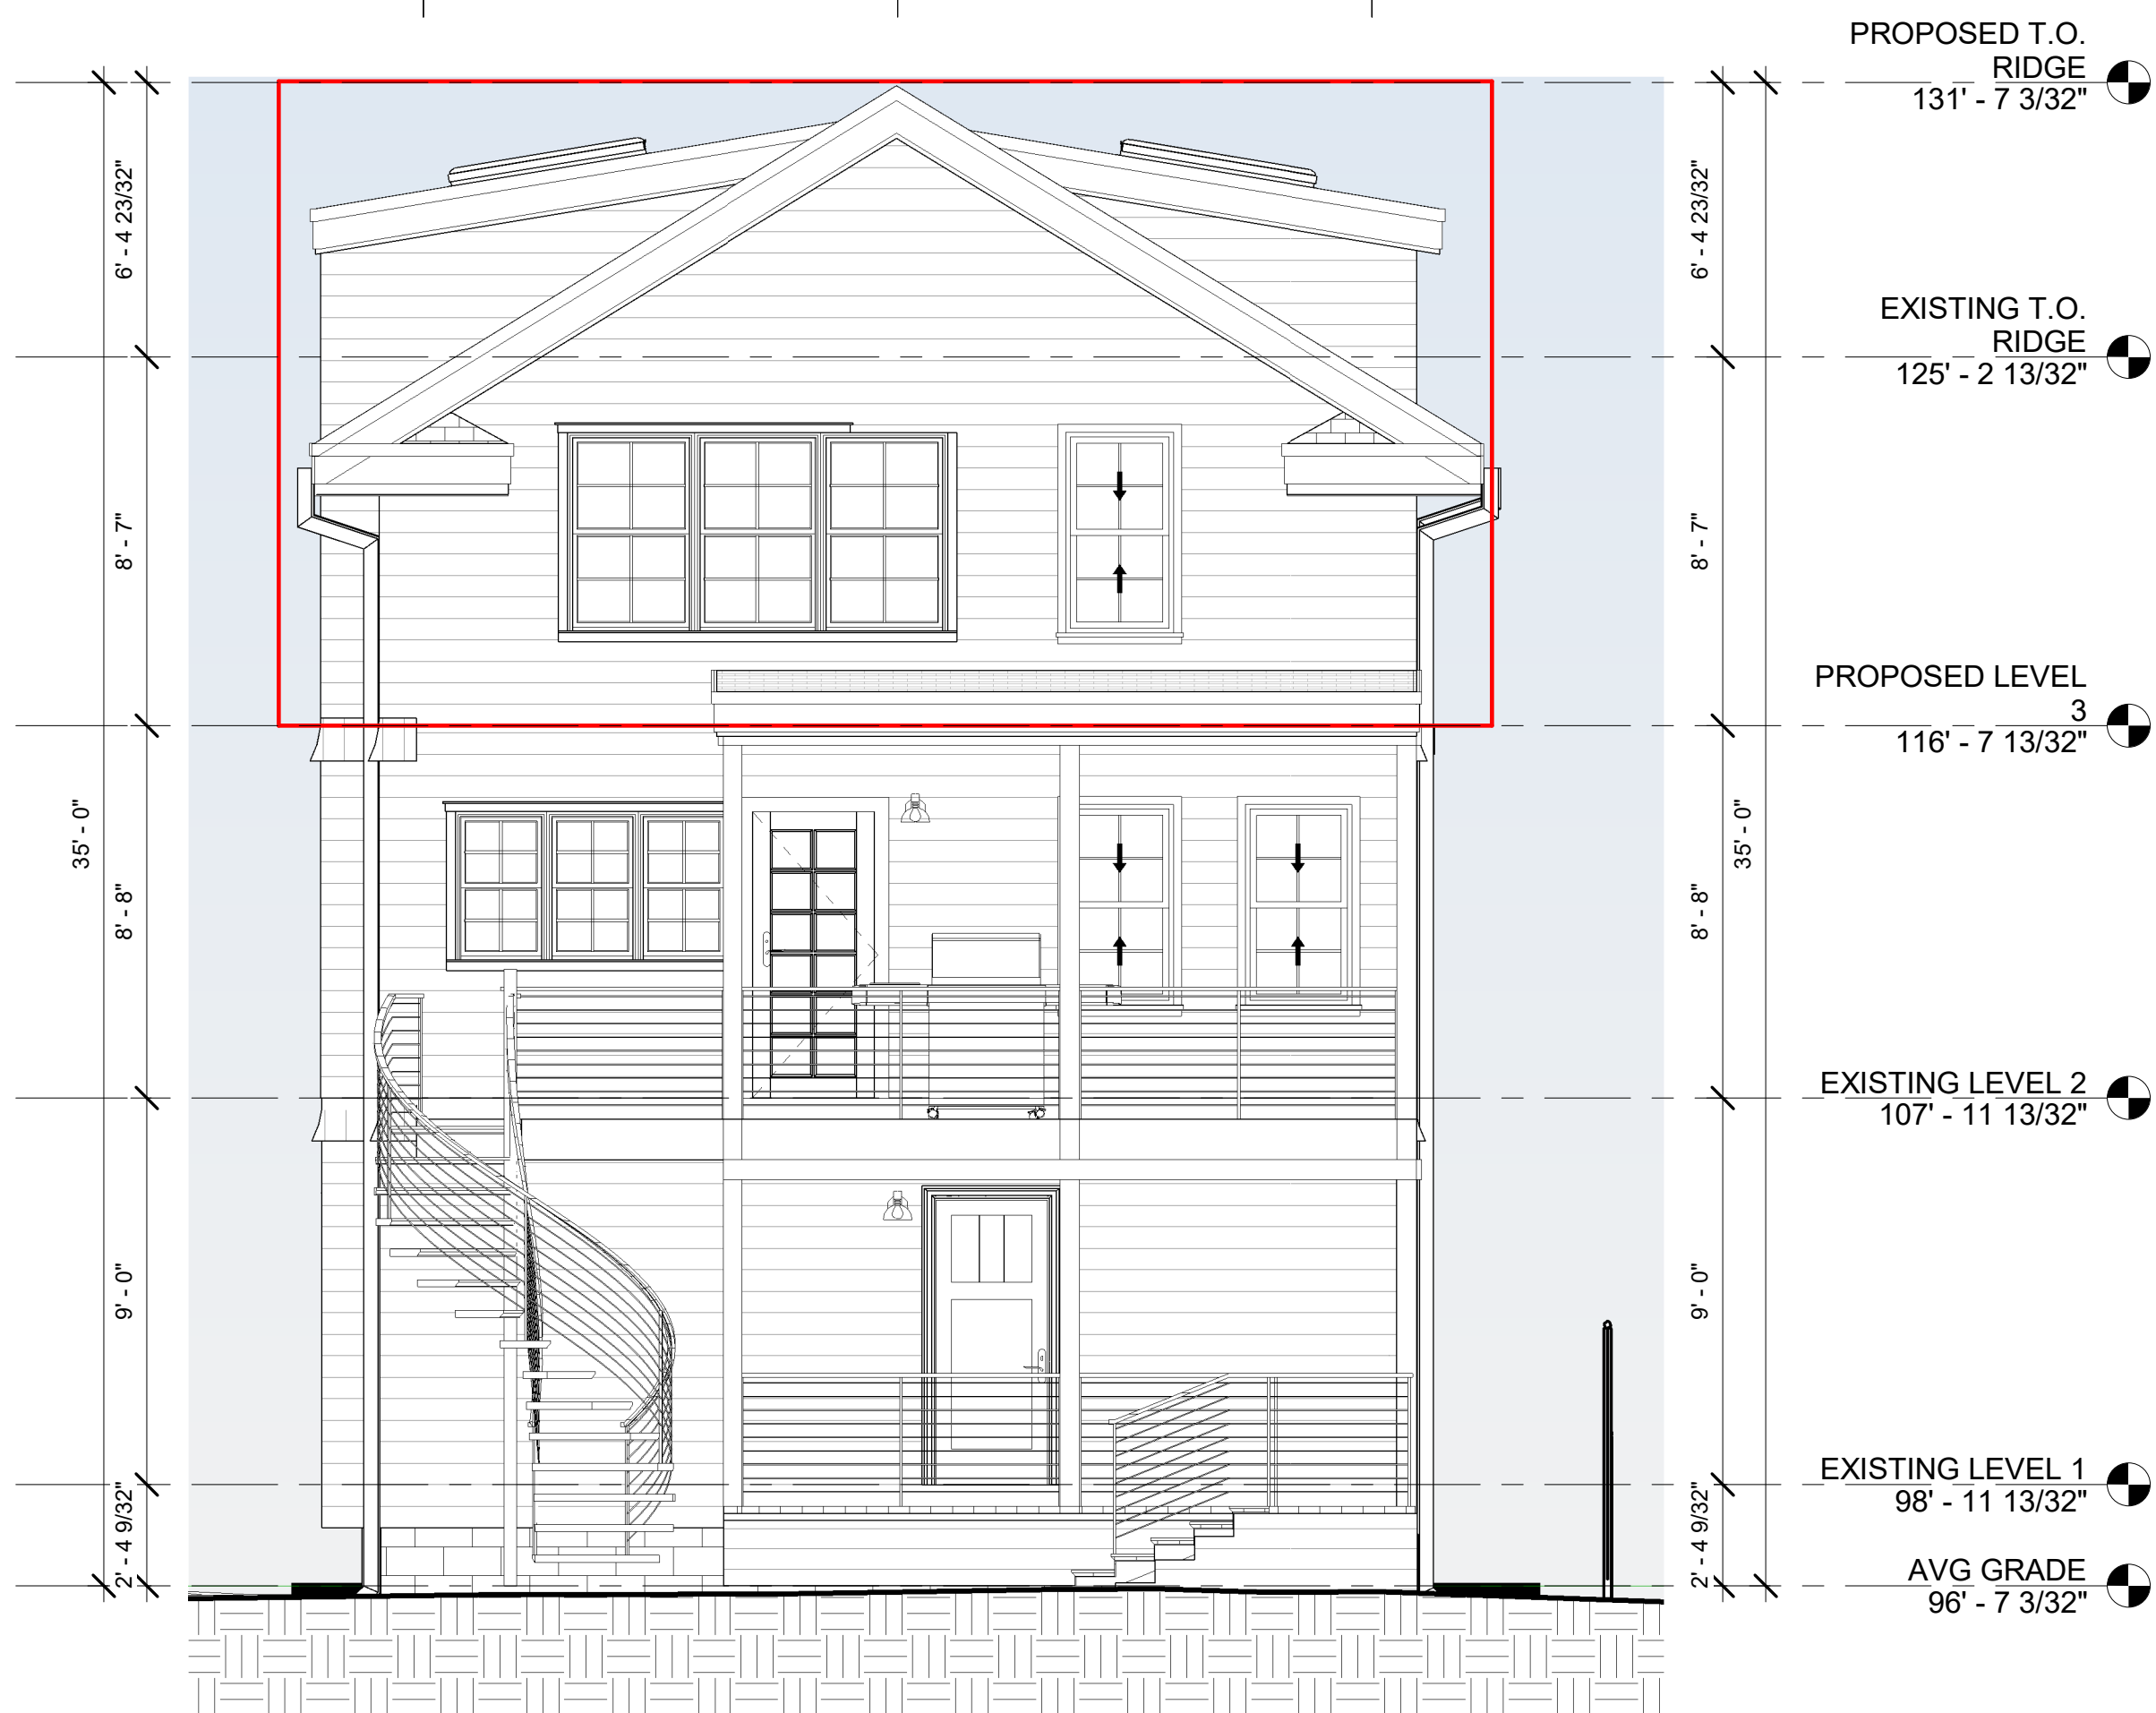 PROPOSED T.O.
RIDGE
131' - 7 3/32"
6' - 4 23/32"
6' - 4 23/32"
EXISTING T.O.
RIDGE
125' - 2 13/32"
8' - 7"
8' - 7"
PROPOSED LEVEL
3
116' - 7 13/32"
35' - 0"
8' - 8"
8' - 8"
35' - 0"
EXISTING LEVEL 2
107' - 11 13/32"
9' - 0"
9' - 0"
EXISTING LEVEL 1
98' - 11 13/32"
2' - 4 9/32"
2' - 4 9/32"
AVG GRADE
96' - 7 3/32"